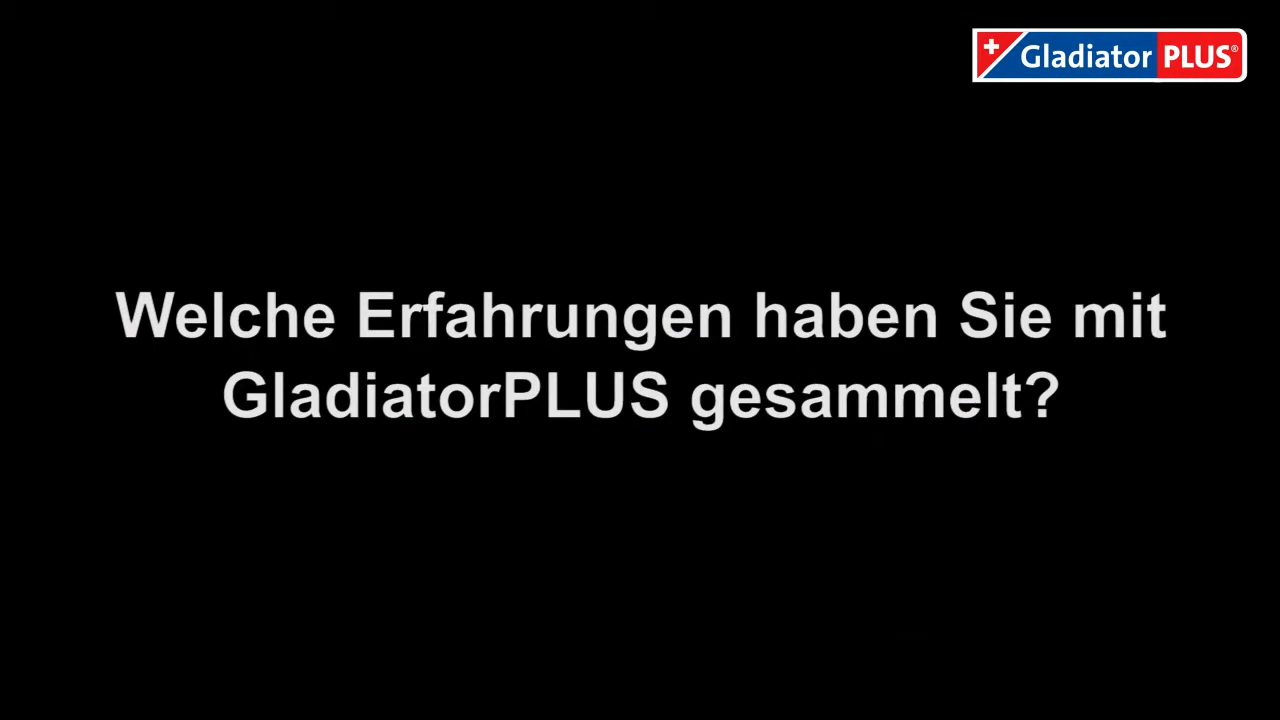 Gladiator PLUS®
Welche Erfahrungen haben Sie mit
GladiatorPLUS gesammelt?